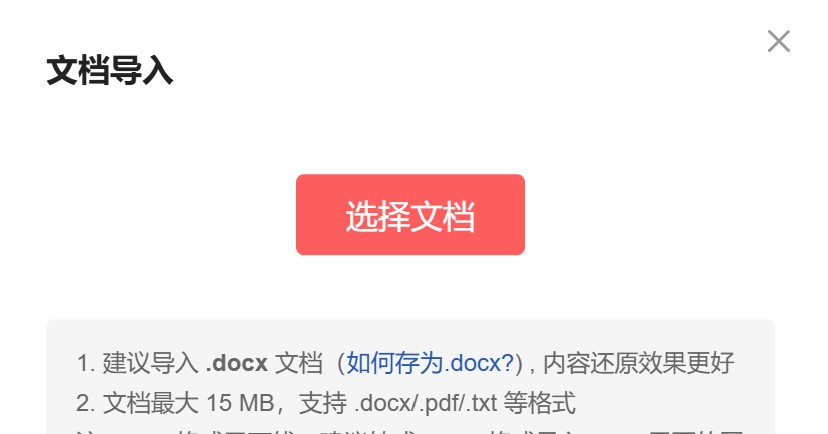 文档导入
选择文档
1. 建议导入 .docx 文档（如何存为.docx?）, 内容还原效果更好
2. 文档最大 15 MB，支持 .docx/.pdf/.txt 等格式